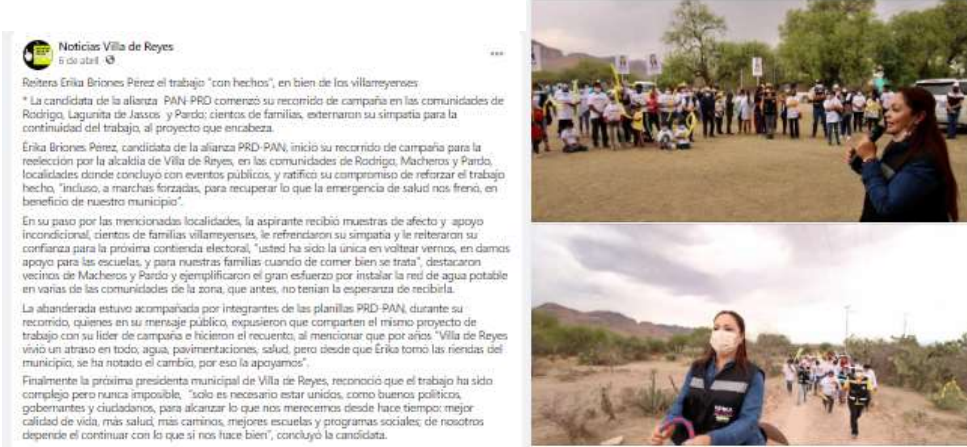 Noticias Villa de Reyes
6 de abril
Reitera Erika Briones Pérez el trabajo "con hechos", en bien de los villarreyenses
* La candidata de la alianza PAN-PRD comenzó su recorrido de campaña en las comunidades de
Rodrigo, Lagunita de Jassos y Pardo; cientos de familias, externaron su simpatía para la
continuidad del trabajo, al proyecto que encabeza.
Érika Briones Pérez, candidata de la alianza PRD-PAN, inició su recorrido de campaña para la
reelección por la alcaldía de Villa de Reyes, en las comunidades de Rodrigo, Macheros y Pardo,
localidades donde concluyó con eventos públicos, y ratificó su compromiso de reforzar el trabajo
hecho, "incluso, a marchas forzadas, para recuperar lo que la emergencia de salud nos frenó, en
beneficio de nuestro municipio".
En su paso por las mencionadas localidades, la aspirante recibió muestras de afecto y apoyo
incondicional, cientos de familias villarreyenses, le refrendaron su simpatía y le reiteraron su
confianza para la próxima contienda electoral, "usted ha sido la única en voltear vernos, en darnos
apoyo para las escuelas, y para nuestras familias cuando de comer bien se trata", destacaron
vecinos de Macheros y Pardo y ejemplificaron el gran esfuerzo por instalar la red de agua potable
en varias de las comunidades de la zona, que antes, no tenían la esperanza de recibirla.
La abanderada estuvo acompañada por integrantes de las planillas PRD-PAN, durante su
recorrido, quienes en su mensaje público, expusieron que comparten el mismo proyecto de
trabajo con su líder de campaña e hicieron el recuento, al mencionar que por años "Villa de Reyes
vivió un atraso en todo, agua, pavimentaciones, salud, pero desde que Érika tomó las riendas del
municipio, se ha notado el cambio, por eso la apoyamos".
Finalmente la próxima presidenta municipal de Villa de Reyes, reconoció que el trabajo ha sido
complejo pero nunca imposible, "solo es necesario estar unidos, como buenos políticos,
gobernantes y ciudadanos, para alcanzar lo que nos merecemos desde hace tiempo: mejor
calidad de vida, más salud, más caminos, mejores escuelas y programas sociales; de nosotros
depende el continuar con lo que si nos hace bien", concluyó la candidata.